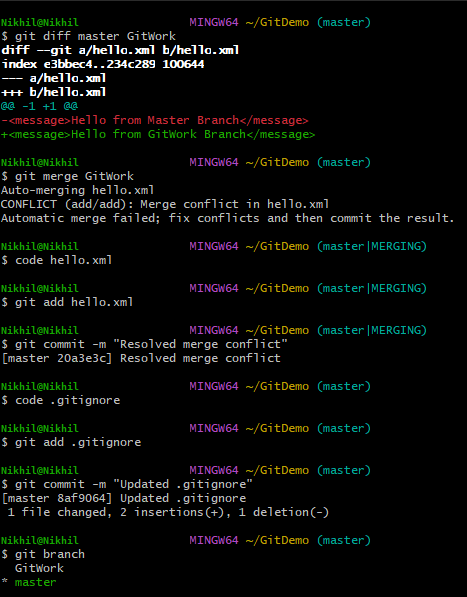 Nikhil@Nikhil MINGW64 ~/GitDemo (master)
$ git diff master GitWork
diff --git a/hello.xml b/hello.xml
index e3bbec4..234c289 100644
--- a/hello.xml
+++ b/hello.xml
@@ -1 +1 @@
-<message>Hello from Master Branch</message>
+<message>Hello from GitWork Branch</message>
Nikhil@Nikhil MINGW64 ~/GitDemo (master)
$ git merge GitWork
Auto-merging hello.xml
CONFLICT (add/add): Merge conflict in hello.xml
Automatic merge failed; fix conflicts and then commit the result.
Nikhil@Nikhil MINGW64 ~/GitDemo (master|MERGING)
$ code hello.xml
Nikhil@Nikhil MINGW64 ~/GitDemo (master|MERGING)
$ git add hello.xml
Nikhil@Nikhil MINGW64 ~/GitDemo (master|MERGING)
$ git commit -m "Resolved merge conflict"
[master 20a3e3c] Resolved merge conflict
Nikhil@Nikhil MINGW64 ~/GitDemo (master)
$ code .gitignore
Nikhil@Nikhil MINGW64 ~/GitDemo (master)
$ git add .gitignore
Nikhil@Nikhil MINGW64 ~/GitDemo (master)
$ git commit -m "Updated .gitignore"
[master 8af9064] Updated .gitignore
 1 file changed, 2 insertions(+), 1 deletion(-)
Nikhil@Nikhil MINGW64 ~/GitDemo (master)
$ git branch
  GitWork
* master